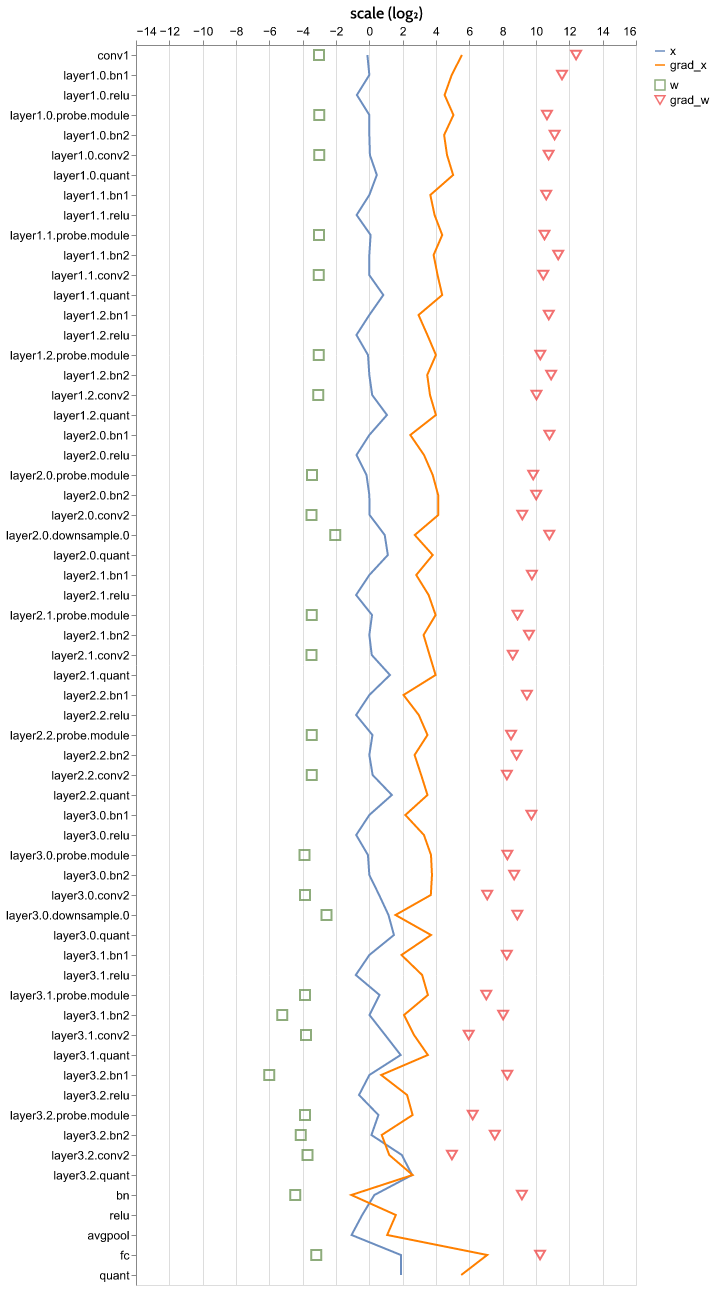 scale (log₂)
−14 −12 −10 −8 −6 −4 −2 0 2 4 6 8 10 12 14 16
x
grad_x
w
grad_w
conv1
layer1.0.bn1
layer1.0.relu
layer1.0.probe.module
layer1.0.bn2
layer1.0.conv2
layer1.0.quant
layer1.1.bn1
layer1.1.relu
layer1.1.probe.module
layer1.1.bn2
layer1.1.conv2
layer1.1.quant
layer1.2.bn1
layer1.2.relu
layer1.2.probe.module
layer1.2.bn2
layer1.2.conv2
layer1.2.quant
layer2.0.bn1
layer2.0.relu
layer2.0.probe.module
layer2.0.bn2
layer2.0.conv2
layer2.0.downsample.0
layer2.0.quant
layer2.1.bn1
layer2.1.relu
layer2.1.probe.module
layer2.1.bn2
layer2.1.conv2
layer2.1.quant
layer2.2.bn1
layer2.2.relu
layer2.2.probe.module
layer2.2.bn2
layer2.2.conv2
layer2.2.quant
layer3.0.bn1
layer3.0.relu
layer3.0.probe.module
layer3.0.bn2
layer3.0.conv2
layer3.0.downsample.0
layer3.0.quant
layer3.1.bn1
layer3.1.relu
layer3.1.probe.module
layer3.1.bn2
layer3.1.conv2
layer3.1.quant
layer3.2.bn1
layer3.2.relu
layer3.2.probe.module
layer3.2.bn2
layer3.2.conv2
layer3.2.quant
bn
relu
avgpool
fc
quant